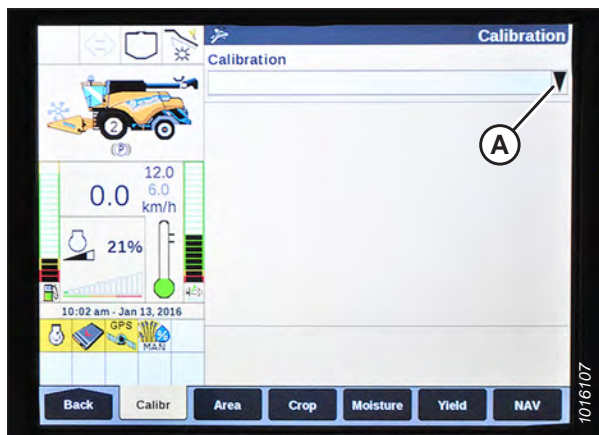 Calibration
Calibration
A
2
(P)
12.0
0.0
6.0
km/h
21%
10:02 am - Jan 13, 2016
GPS
MAN
Back
Calibr
Area
Crop
Moisture
Yield
NAV
1016107